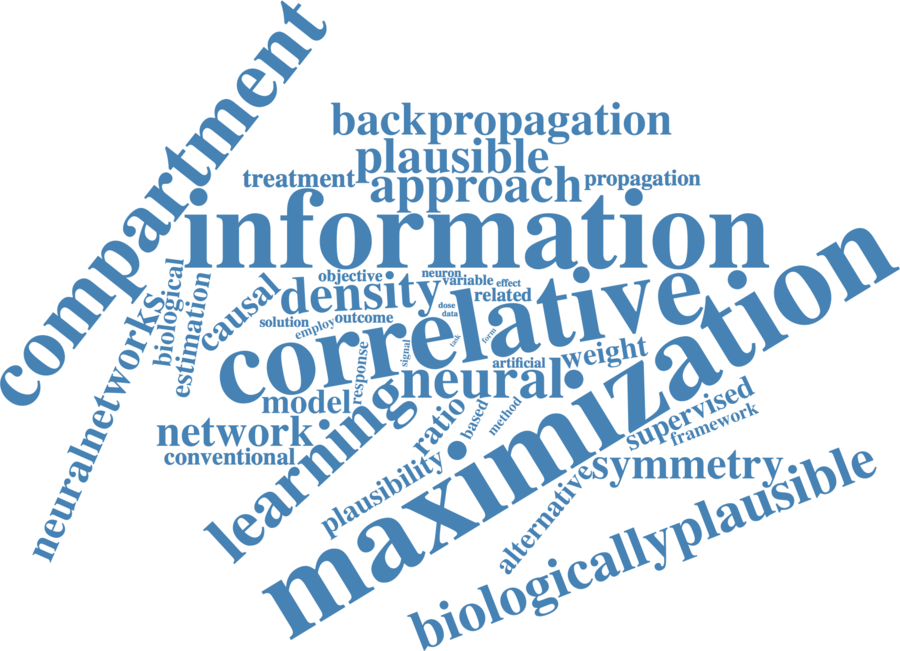 compartment
backpropagation
plausible
treatment
approach
propagation
information
biological
estimation
causal
objective
neuron
variable
effect
density
related
dose
data
solution
employ
outcome
correlative
maximization
neuralnetworks
response
signal
task
form
artificial
weight
neural
model
network
conventional
learning
ratio
based
method
supervised
framework
plausibility
symmetry
alternative
biologicallyplausible